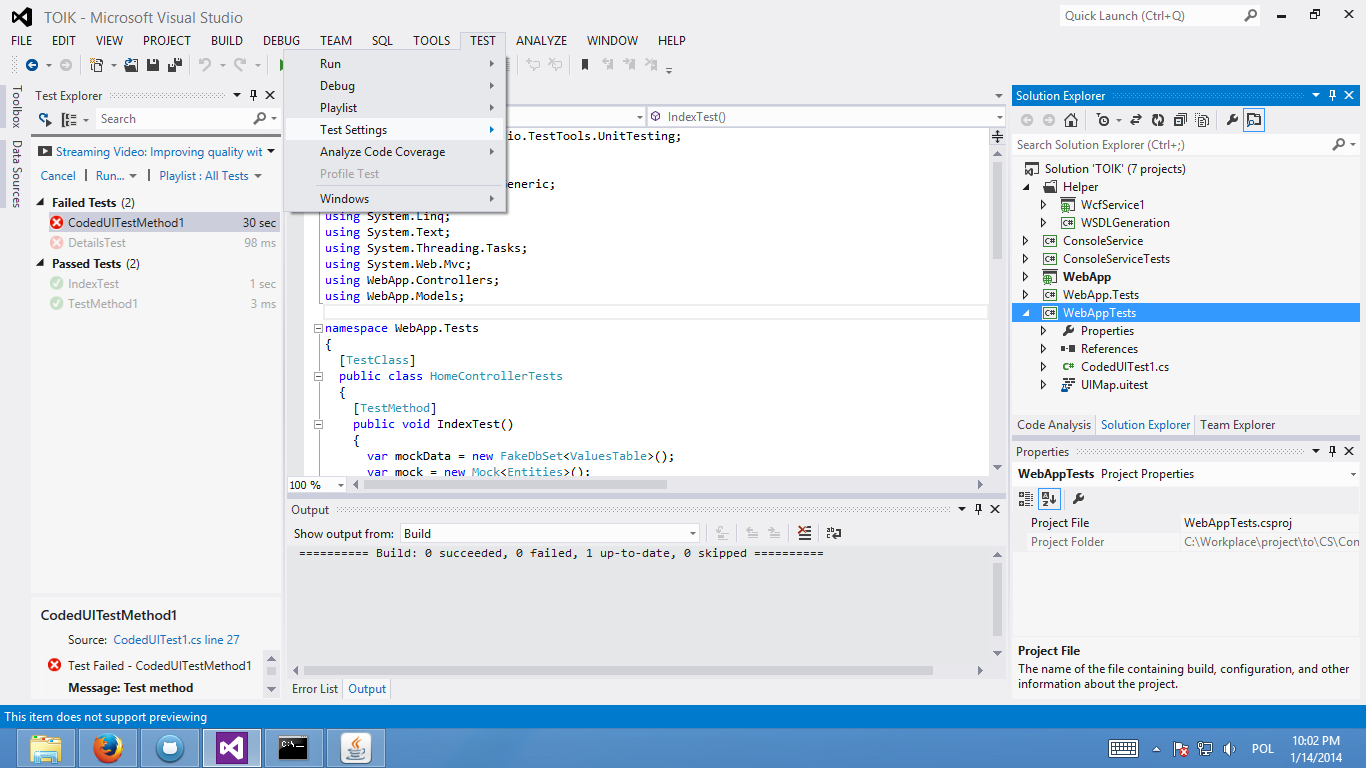 TOIK - Microsoft Visual Studio
Quick Launch (Ctrl+Q)
FILE EDIT VIEW PROJECT BUILD DEBUG TEAM SQL TOOLS TEST ANALYZE WINDOW HELP
Toolbox
Data Sources
Test Explorer
Search
Streaming Video: Improving quality wit
Cancel Run... Playlist : All Tests
Failed Tests (2)
CodedUITestMethod1 30 sec
DetailsTest 98 ms
Passed Tests (2)
IndexTest 1 sec
TestMethod1 3 ms
CodedUITestMethod1
Source: CodedUITest1.cs line 27
Test Failed - CodedUITestMethod1
Message: Test method
Run
Debug
Playlist
Test Settings
Analyze Code Coverage
Profile Test
Windows
IndexTest()
io.TestTools.UnitTesting;
eneric;
using System.Linq;
using System.Text;
using System.Threading.Tasks;
using System.Web.Mvc;
using WebApp.Controllers;
using WebApp.Models;
namespace WebApp.Tests
{
[TestClass]
public class HomeControllerTests
{
[TestMethod]
public void IndexTest()
{
var mockData = new FakeDbSet<ValuesTable>();
var mock = new Mock<Entities>();
100 %
Output
Show output from: Build
========== Build: 0 succeeded, 0 failed, 1 up-to-date, 0 skipped ==========
Error List Output
Solution Explorer
Search Solution Explorer (Ctrl+;)
Solution 'TOIK' (7 projects)
Helper
WcfService1
WSDLGeneration
ConsoleService
ConsoleServiceTests
WebApp
WebApp.Tests
WebAppTests
Properties
References
CodedUITest1.cs
UIMap.uitest
Code Analysis Solution Explorer Team Explorer
Properties
WebAppTests Project Properties
Project File WebAppTests.csproj
Project Folder C:\Workplace\project\to\CS\Con
Project File
The name of the file containing build, configuration, and other
information about the project.
This item does not support previewing
C:\_
POL
10:02 PM
1/14/2014